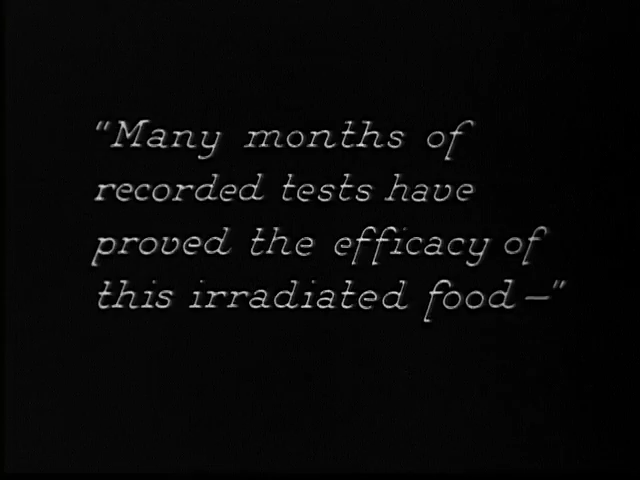 “Many months of
recorded tests have
proved the efficacy of
this irradiated food—”